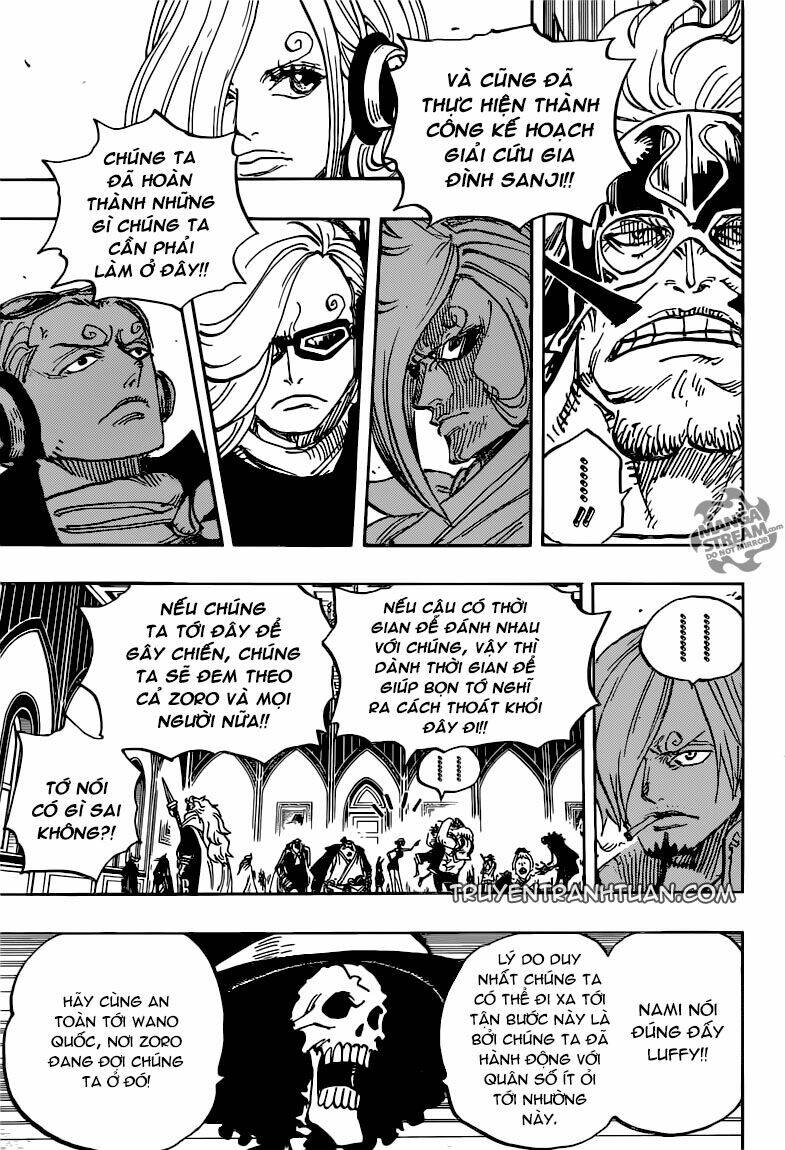 VÀ CŨNG ĐÃ
THỰC HIỆN THÀNH
CÔNG KẾ HOẠCH
GIẢI CỨU GIA
ĐÌNH SANJI!!
CHÚNG TA
ĐÃ HOÀN
THÀNH NHỮNG
GÌ CHÚNG TA
CẦN PHẢI
LÀM Ở ĐÂY!!
......!!
MANGA
STREAM.com
DO NOT MIRROR
NẾU CHÚNG
TA TỚI ĐÂY ĐỂ
GÂY CHIẾN, CHÚNG
TA SẼ ĐEM THEO
CẢ ZORO VÀ MỌI
NGƯỜI NỮA!!
NẾU CẬU CÓ THỜI
GIAN ĐỂ ĐÁNH NHAU
VỚI CHÚNG, VẬY THÌ
DÀNH THỜI GIAN ĐỂ
GIÚP BỌN TỚ NGHĨ
RA CÁCH THOÁT KHỎI
ĐÂY ĐI!!
TỚ NÓI
CÓ GÌ SAI
KHÔNG?!
TRUYENTRANHTUAN.COM
NAMI NÓI
ĐÚNG ĐẤY
LUFFY!!
LÝ DO DUY
NHẤT CHÚNG TA
CÓ THỂ ĐI XA TỚI
TẬN BƯỚC NÀY LÀ
BỞI CHÚNG TA ĐÃ
HÀNH ĐỘNG VỚI
QUÂN SỐ ÍT ỎI
TỚI NHƯỜNG
NÀY.
HÃY CÙNG AN
TOÀN TỚI WANO
QUỐC, NƠI ZORO
ĐANG ĐỢI CHÚNG
TA Ở ĐÓ!